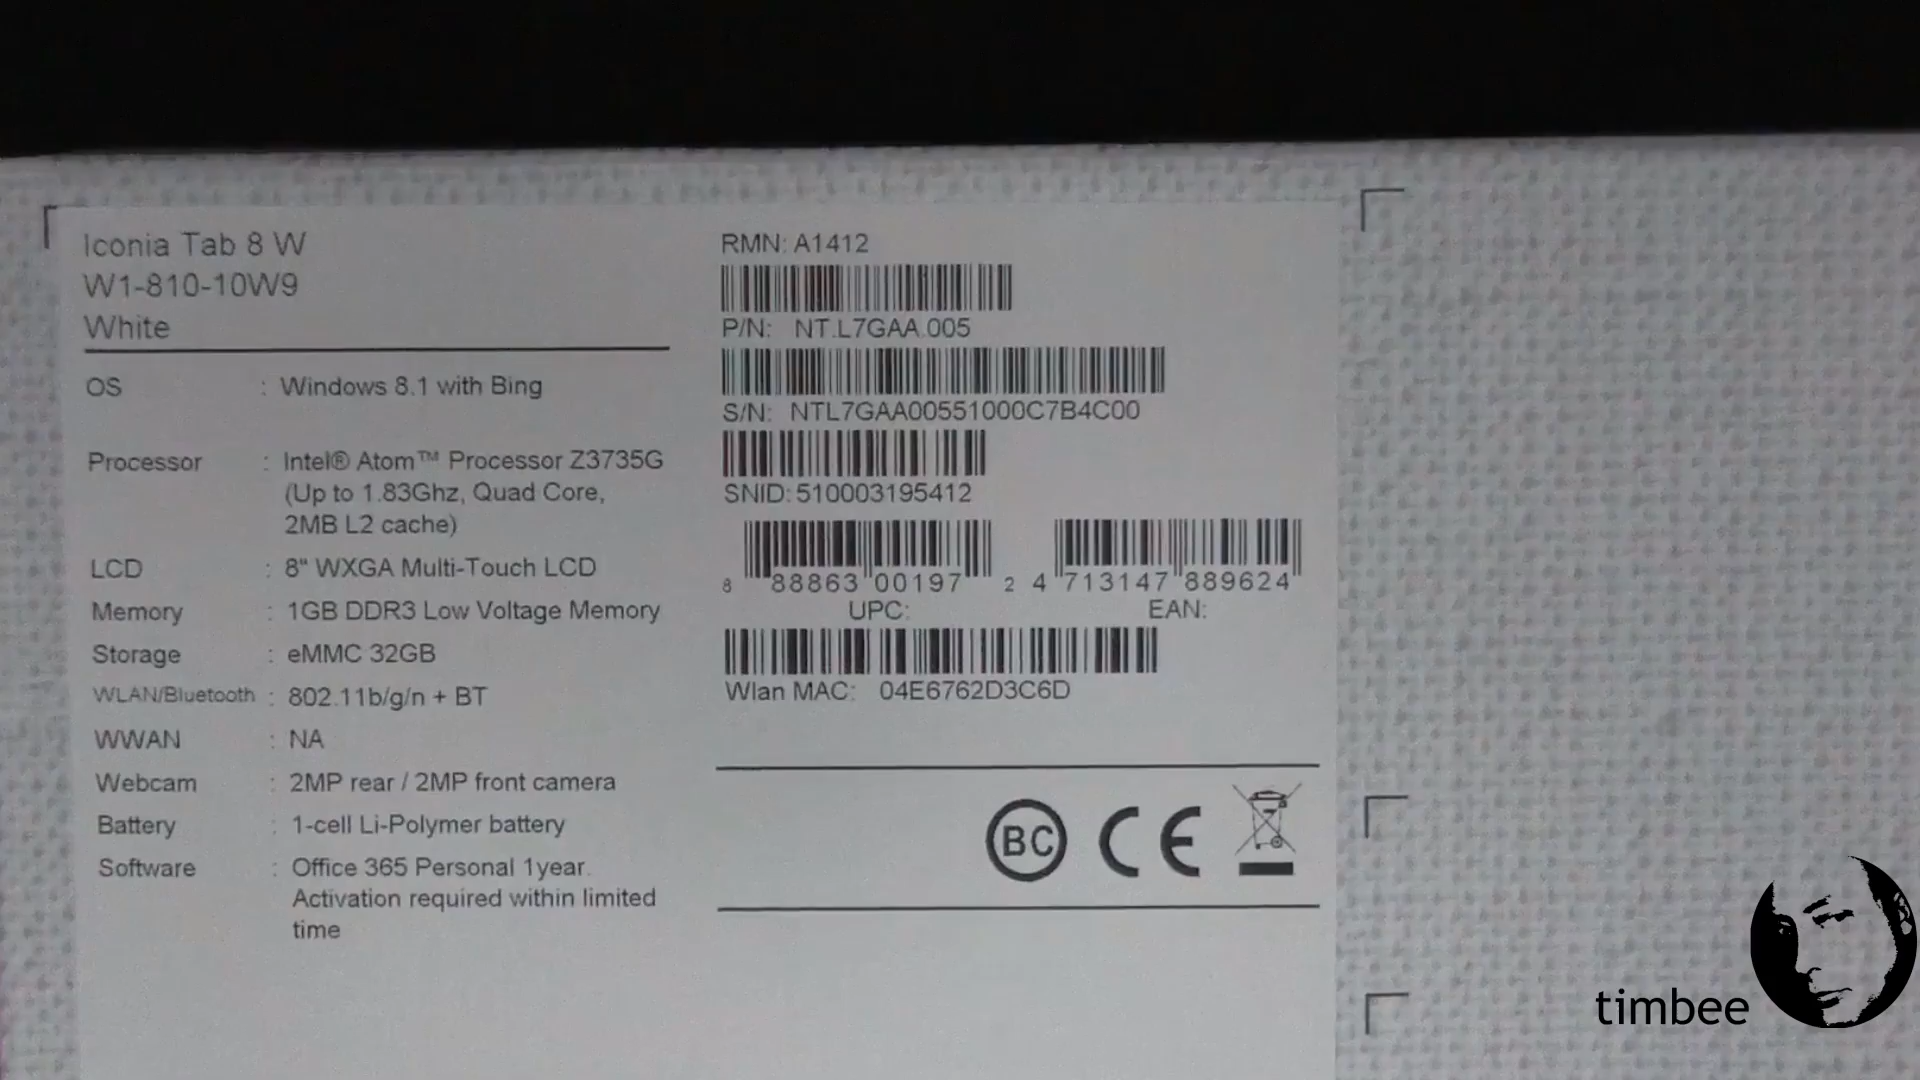 Iconia Tab 8 W
W1-810-10W9
White
OS : Windows 8.1 with Bing
Processor : Intel® Atom™ Processor Z3735G
(Up to 1.83Ghz, Quad Core,
2MB L2 cache)
LCD : 8" WXGA Multi-Touch LCD
Memory : 1GB DDR3 Low Voltage Memory
Storage : eMMC 32GB
WLAN/Bluetooth : 802.11b/g/n + BT
WWAN : NA
Webcam : 2MP rear / 2MP front camera
Battery : 1-cell Li-Polymer battery
Software : Office 365 Personal 1year.
Activation required within limited
time
RMN: A1412
P/N: NT.L7GAA.005
S/N: NTL7GAA00551000C7B4C00
SNID: 510003195412
8 88863 00197 2
UPC:
4 713147 889624
EAN:
Wlan MAC: 04E6762D3C6D
BC CE
timbee